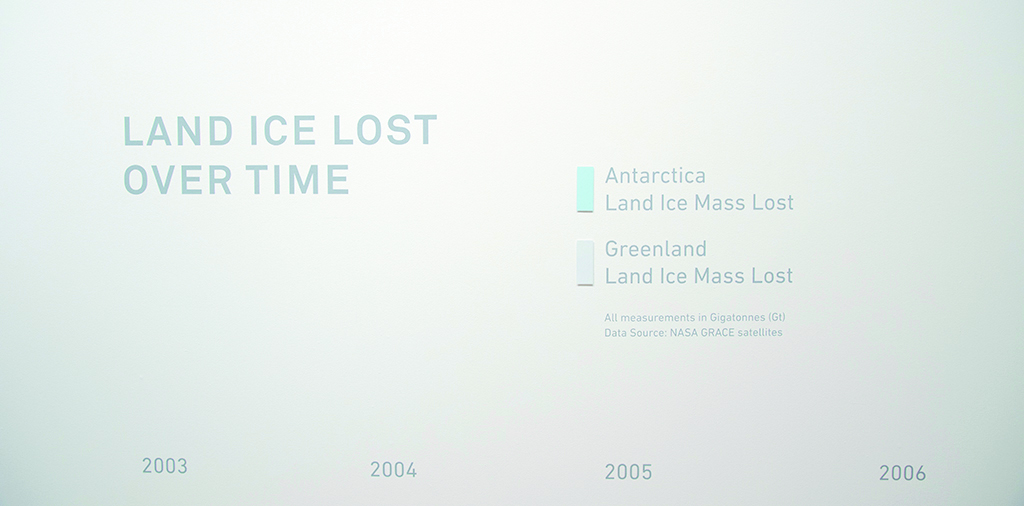 LAND ICE LOST
OVER TIME
Antarctica
Land Ice Mass Lost
Greenland
Land Ice Mass Lost
All measurements in Gigatonnes (Gt)
Data Source: NASA GRACE satellites
2003
2004
2005
2006